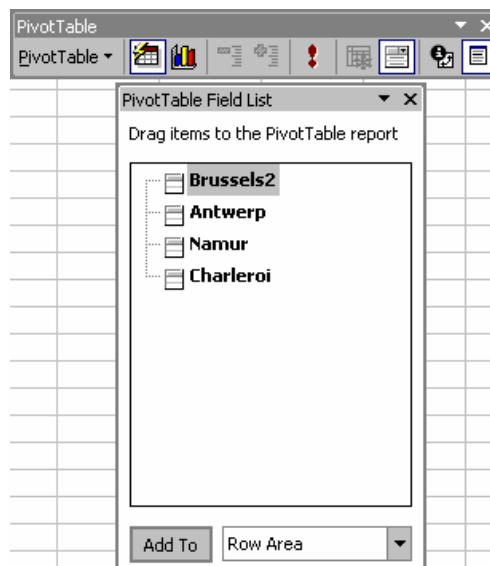 PivotTable
PivotTable
PivotTable Field List
Drag items to the PivotTable report
Brussels2
Antwerp
Namur
Charleroi
Add To Row Area